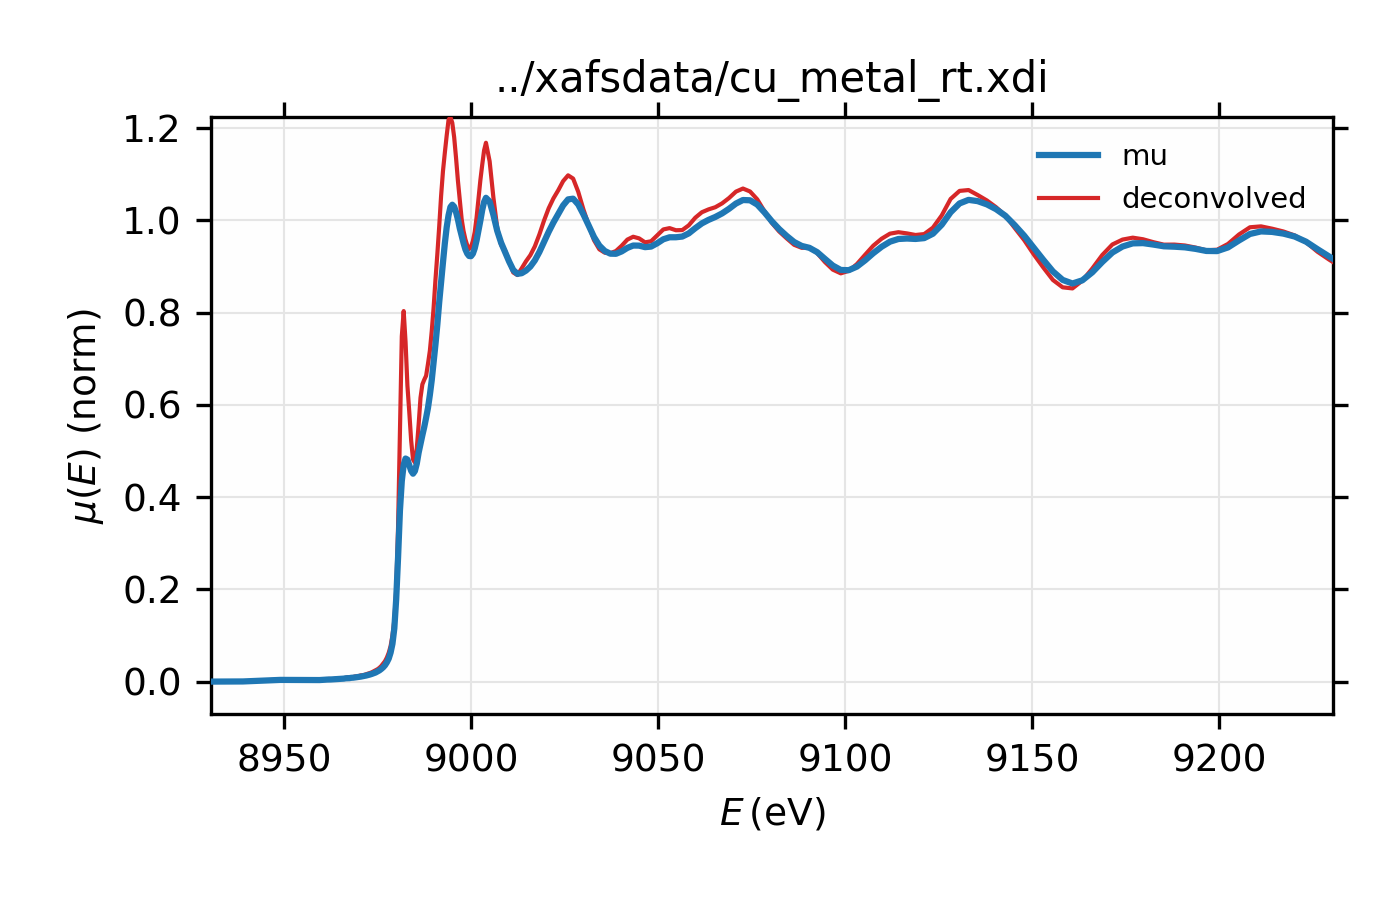 ../xafsdata/cu_metal_rt.xdi
mu
deconvolved
1.2
1.0
0.8
0.6
0.4
0.2
0.0
μ(E) (norm)
8950 9000 9050 9100 9150 9200
E (eV)